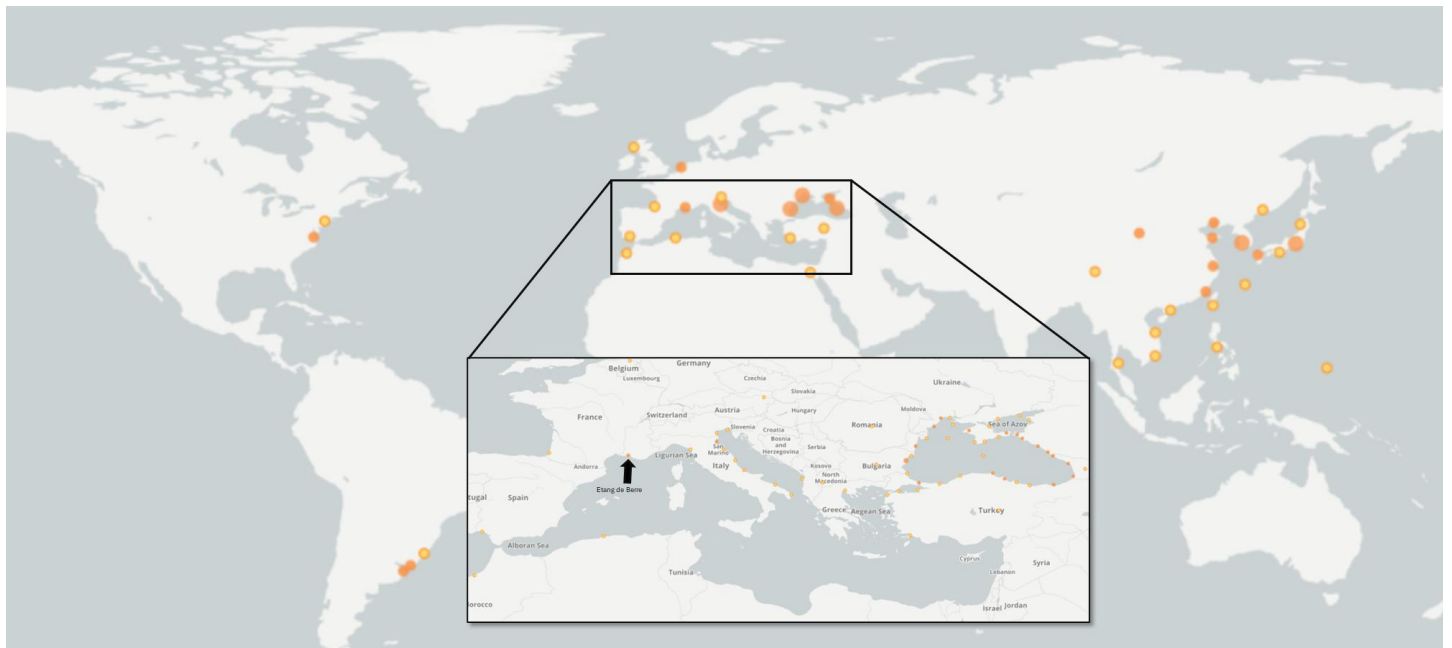 Belgium
Germany
Luxembourg
Czechia
Slovakia
Ukraine
France
Switzerland
Austria
Hungary
Moldova
Slovenia
Croatia
Romania
Sea of Azov
Bosnia
and
Herzegovina
Serbia
San
Marino
Ligurian Sea
Andorra
Italy
Kosovo
Bulgaria
North
Macedonia
Etang de Berre
tugal
Spain
Greece
Aegean Sea
Turkey
Alboran Sea
Tunisia
Cyprus
Syria
Lebanon
orocco
Israel
Jordan